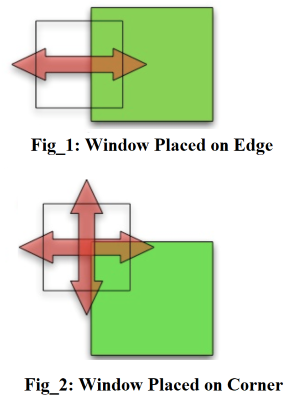 Fig_1: Window Placed on Edge
Fig_2: Window Placed on Corner